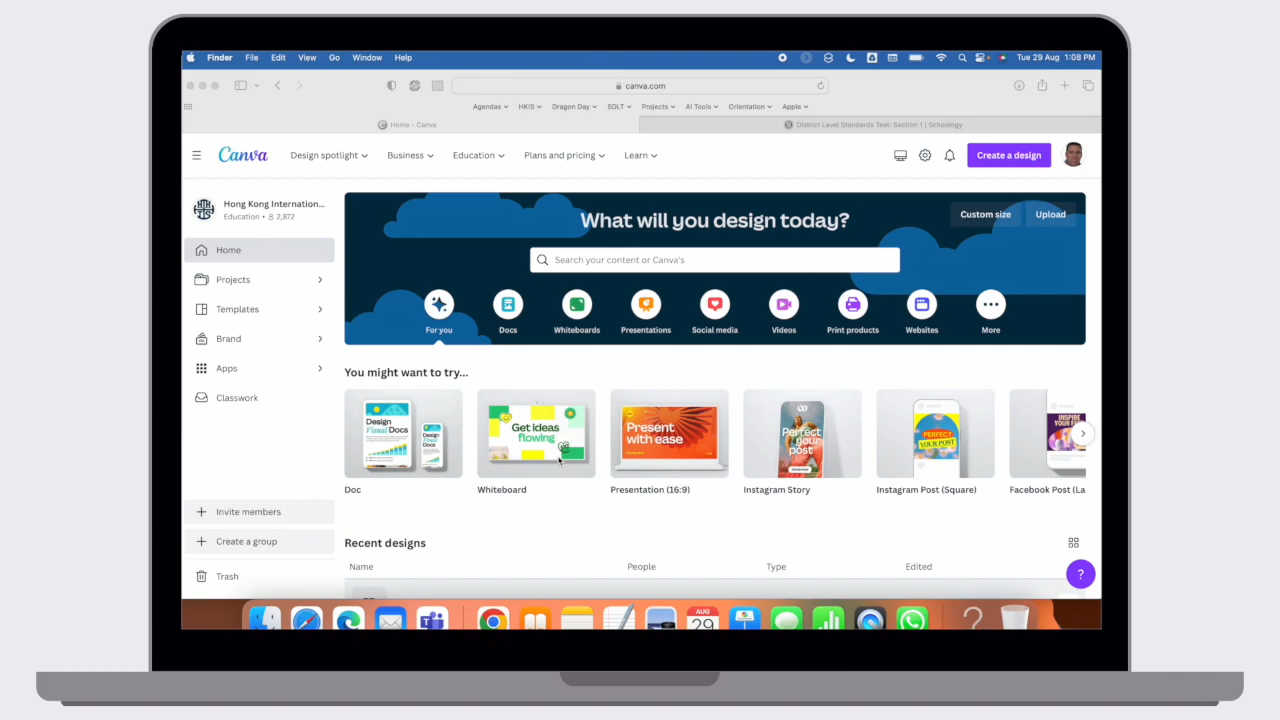 Finder File Edit View Go Window Help Tue 29 Aug 1:08 PM
canva.com
Agendas HKIS Dragon Day SDLT Projects AI Tools Orientation Apple
Home – Canva District Level Standards Test: Section 1 | Schoology
Canva Design spotlight Business Education Plans and pricing Learn Create a design
Hong Kong Internation...
Education • 2,872
Home
Projects
Templates
Brand
Apps
Classwork
Invite members
Create a group
Trash
What will you design today?
Custom size Upload
Search your content or Canva's
For you Docs Whiteboards Presentations Social media Videos Print products Websites More
You might want to try...
Design
Visual Docs
Get ideas
flowing
Present
with ease
Perfect
your
post
PERFECT
YOUR POST
INSPIRE
Doc Whiteboard Presentation (16:9) Instagram Story Instagram Post (Square) Facebook Post (La
Recent designs
Name People Type Edited
?
AUG
29